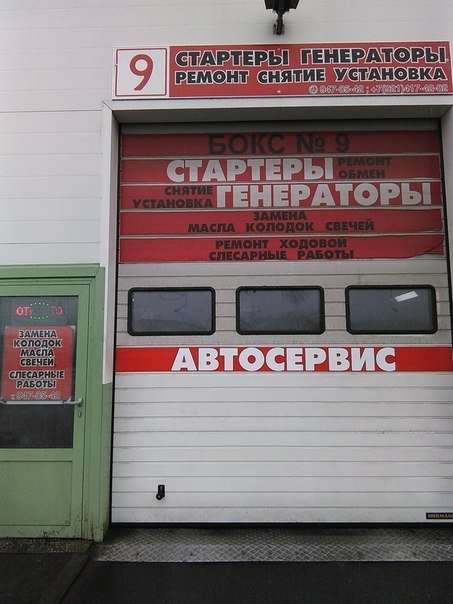 9
СТАРТЕРЫ ГЕНЕРАТОРЫ
РЕМОНТ СНЯТИЕ УСТАНОВКА
БОКС № 9
СТАРТЕРЫ РЕМОНТ ОБМЕН
СНЯТИЕ УСТАНОВКА ГЕНЕРАТОРЫ
ЗАМЕНА
МАСЛА КОЛОДОК СВЕЧЕЙ
РЕМОНТ ХОДОВОЙ
СЛЕСАРНЫЕ РАБОТЫ
АВТОСЕРВИС
ЗАМЕНА
КОЛОДОК
МАСЛА
СВЕЧЕЙ
СЛЕСАРНЫЕ
РАБОТЫ